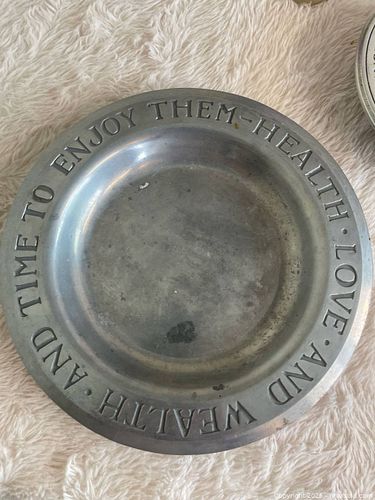 HEALTH · LOVE · AND WEALTH · AND TIME TO ENJOY THEM–